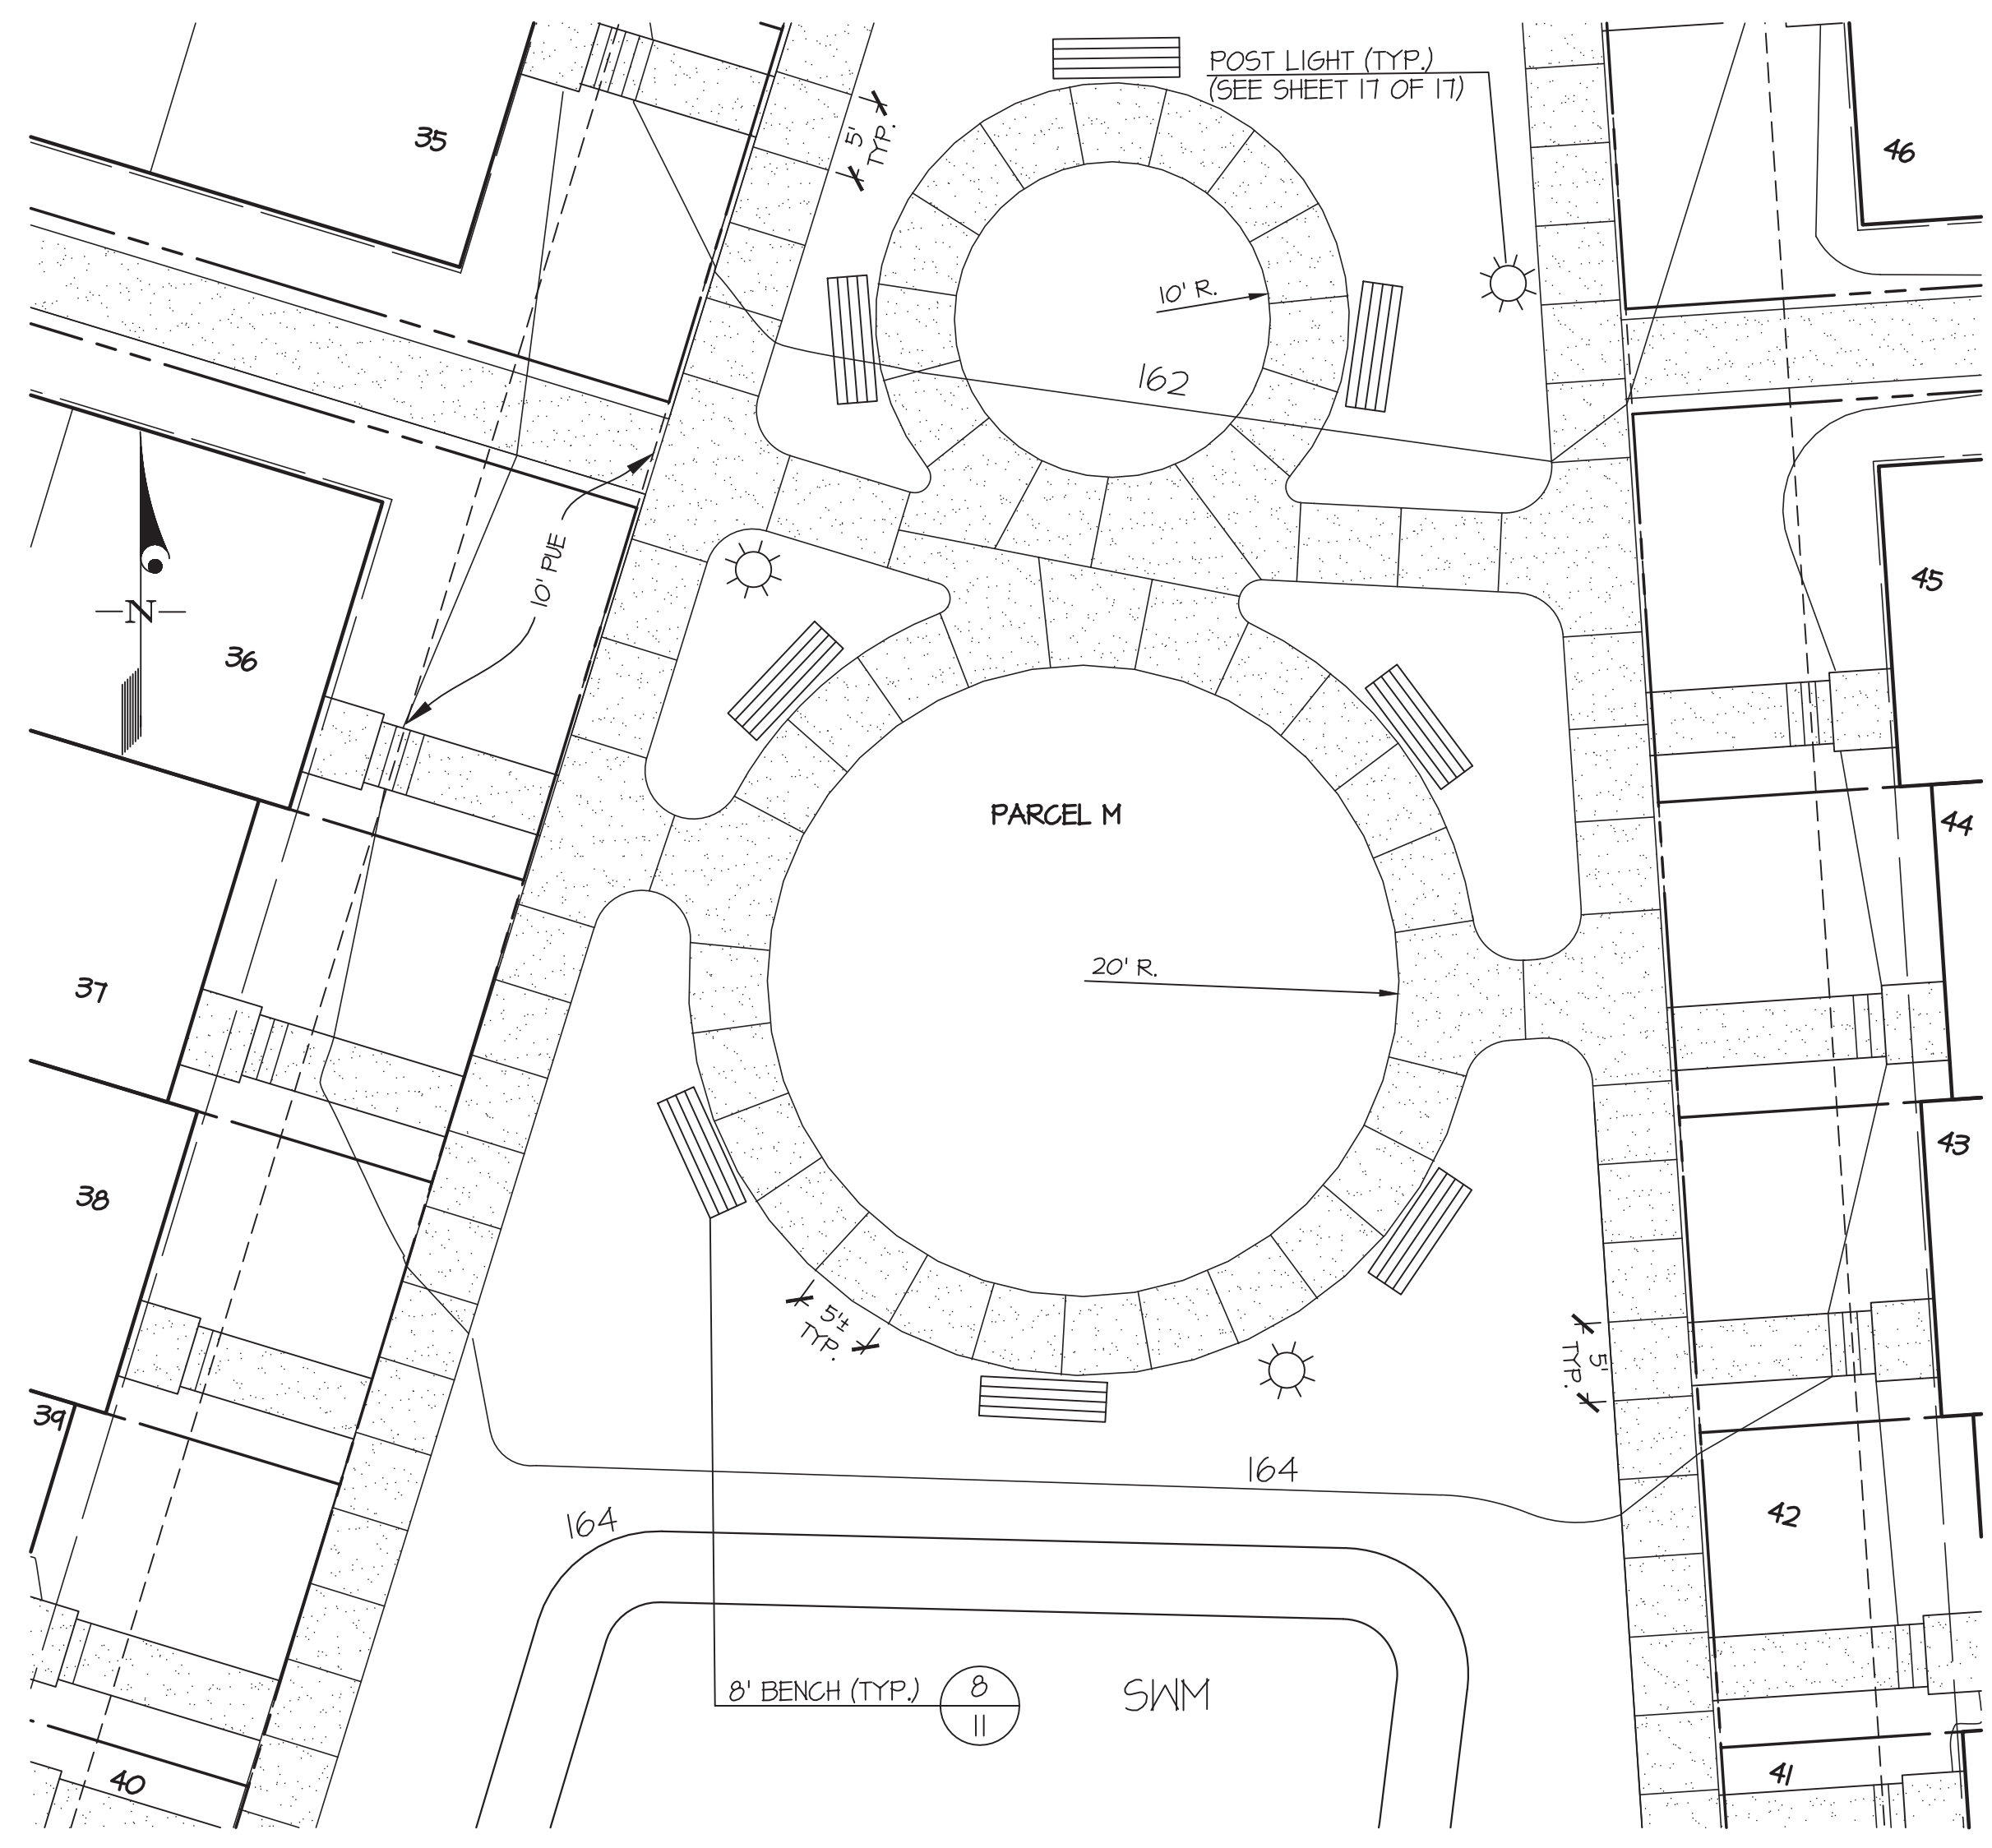 POST LIGHT (TYP.)
(SEE SHEET 17 OF 17)
35
5'
TYP.
46
10' R.
162
10' PUE
N
36
45
PARCEL M
44
20' R.
37
43
38
5'±
TYP.
5'
TYP.
39
164
42
164
8' BENCH (TYP.)
8
11
SWM
40
41